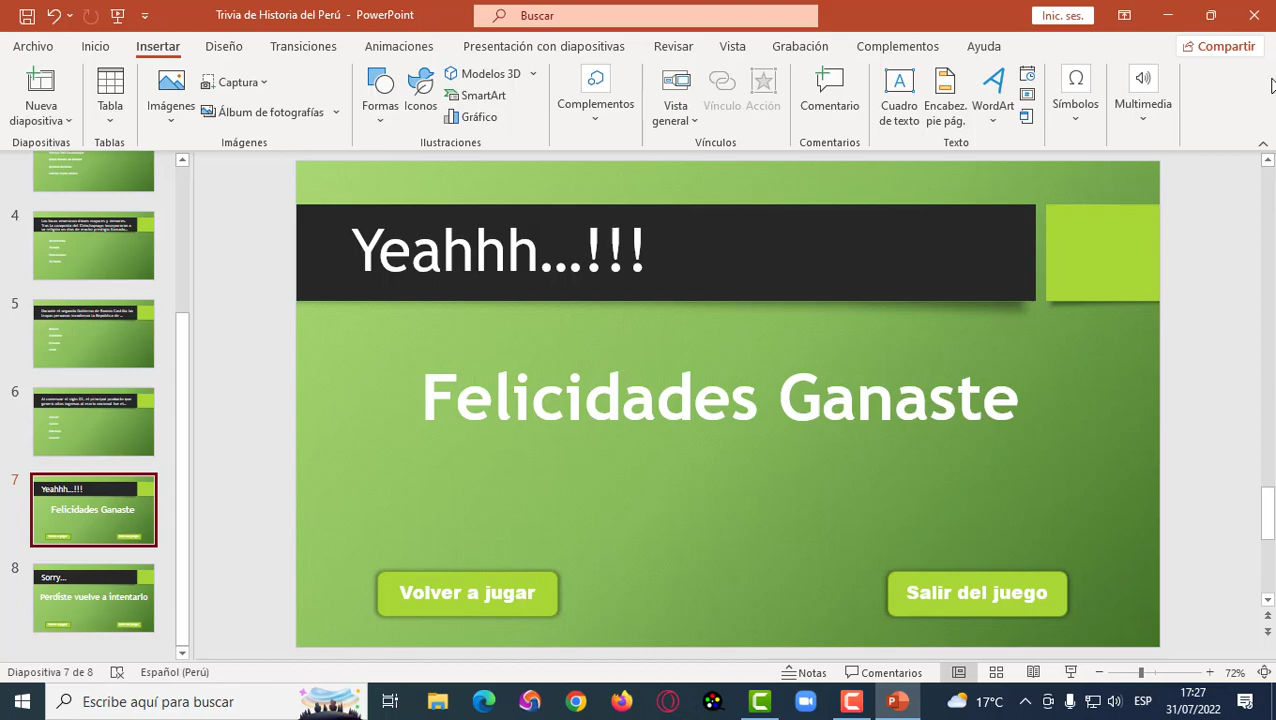 Trivia de Historia del Perú - PowerPoint
Buscar
Inic. ses.
Archivo Inicio Insertar Diseño Transiciones Animaciones Presentación con diapositivas Revisar Vista Grabación Complementos Ayuda Compartir
Nueva diapositiva
Tabla
Imágenes
Captura
Álbum de fotografías
Formas
Iconos
Modelos 3D
SmartArt
Gráfico
Complementos
Vista general
Vínculo
Acción
Comentario
Cuadro de texto
Encabez. pie pág.
WordArt
Símbolos
Multimedia
Diapositivas Tablas Imágenes Ilustraciones Vínculos Comentarios Texto
4
5
6
7
Yeahhh...!!!
Felicidades Ganaste
8
Sorry...
Perdiste vuelve a intentarlo
Yeahhh...!!!
Felicidades Ganaste
Volver a jugar
Salir del juego
Diapositiva 7 de 8
Español (Perú)
Notas
Comentarios
72%
Escribe aquí para buscar
17°C
ESP
17:27
31/07/2022